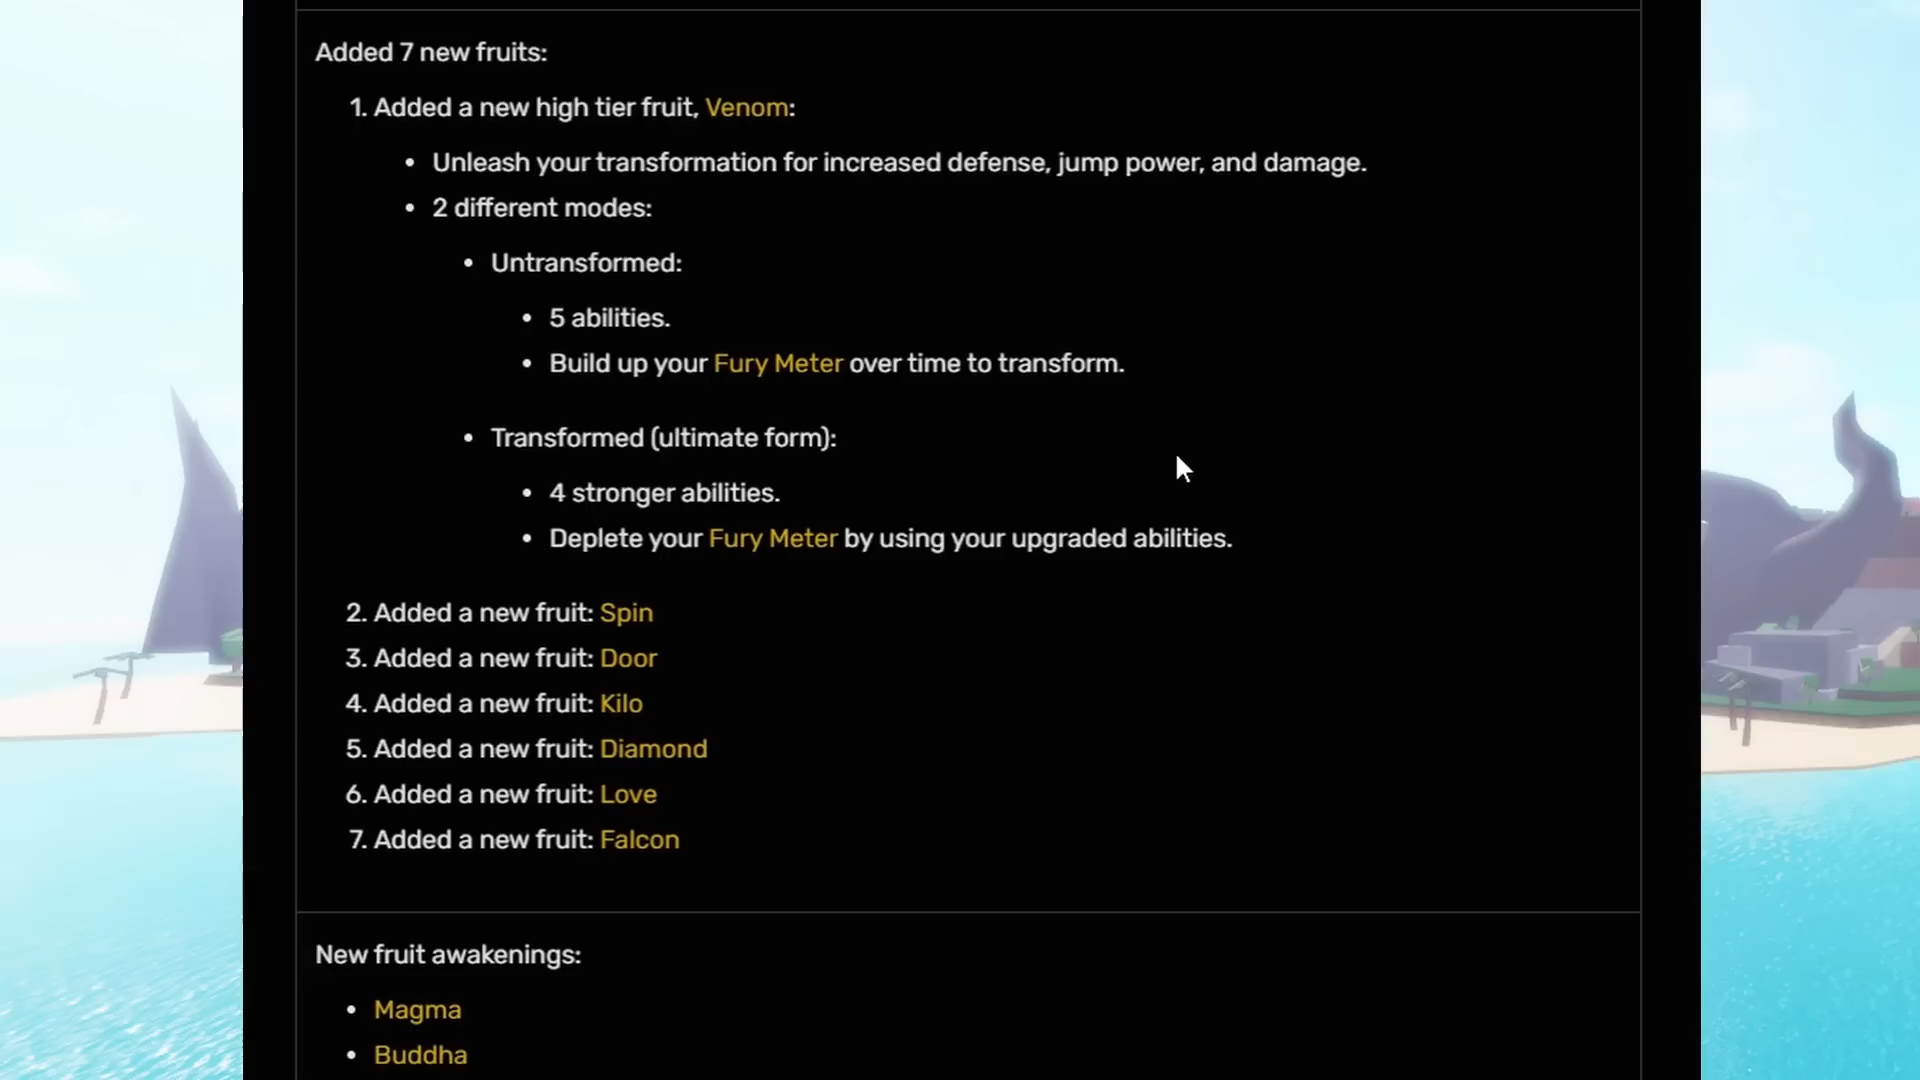 Added 7 new fruits:
1. Added a new high tier fruit, Venom:
• Unleash your transformation for increased defense, jump power, and damage.
• 2 different modes:
• Untransformed:
• 5 abilities.
• Build up your Fury Meter over time to transform.
• Transformed (ultimate form):
• 4 stronger abilities.
• Deplete your Fury Meter by using your upgraded abilities.
2. Added a new fruit: Spin
3. Added a new fruit: Door
4. Added a new fruit: Kilo
5. Added a new fruit: Diamond
6. Added a new fruit: Love
7. Added a new fruit: Falcon
New fruit awakenings:
• Magma
• Buddha